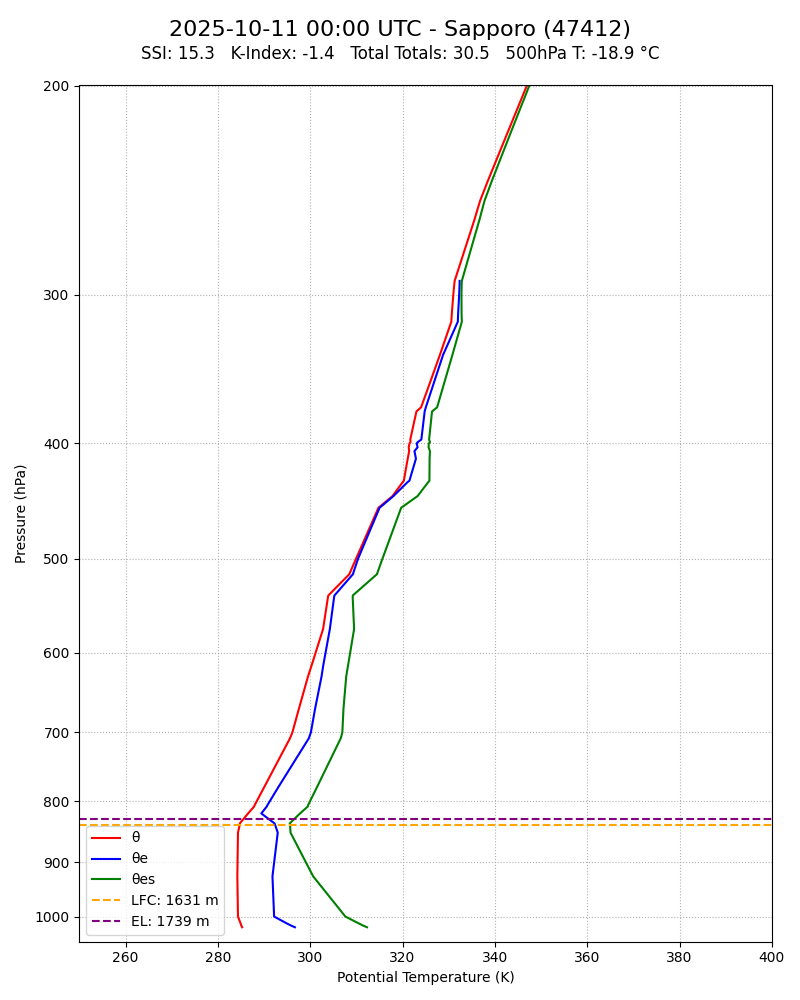 2025-10-11 00:00 UTC - Sapporo (47412)
SSI: 15.3 K-Index: -1.4 Total Totals: 30.5 500hPa T: -18.9 °C
200
300
400
500
600
700
800
900
1000
Pressure (hPa)
θ
θe
θes
LFC: 1631 m
EL: 1739 m
260 280 300 320 340 360 380 400
Potential Temperature (K)